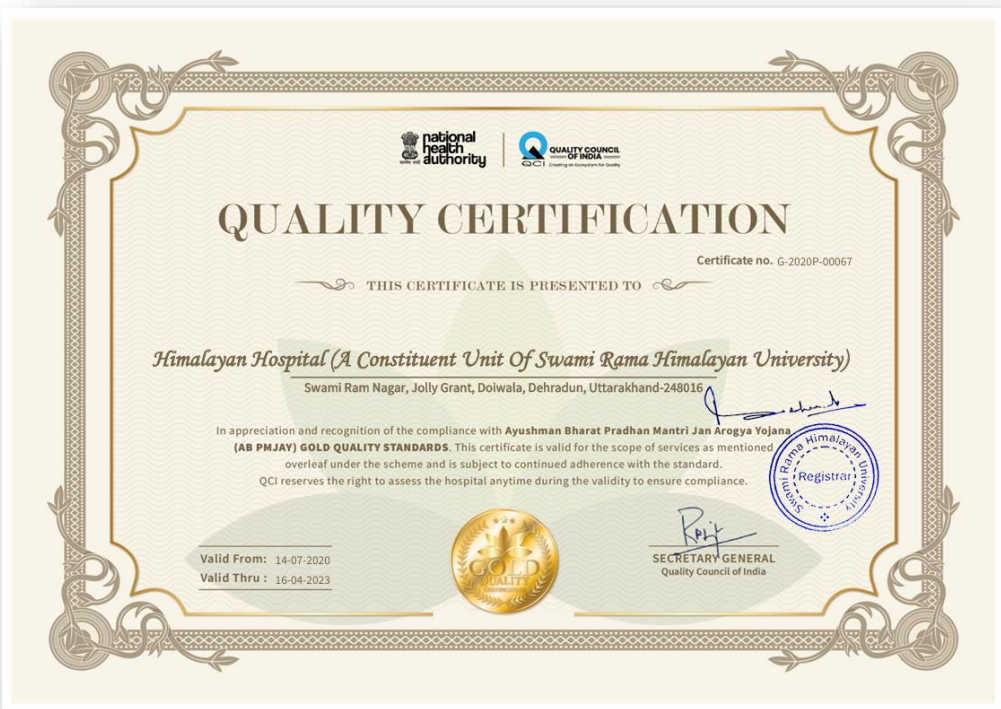 national
health
authority
QCI
QUALITY COUNCIL
OF INDIA
Creating an Ecosystem for Quality
QUALITY CERTIFICATION
Certificate no. G-2020P-00067
THIS CERTIFICATE IS PRESENTED TO
Himalayan Hospital (A Constituent Unit Of Swami Rama Himalayan University)
Swami Ram Nagar, Jolly Grant, Doiwala, Dehradun, Uttarakhand-248016
In appreciation and recognition of the compliance with Ayushman Bharat Pradhan Mantri Jan Arogya Yojana
(AB PMJAY) GOLD QUALITY STANDARDS. This certificate is valid for the scope of services as mentioned
overleaf under the scheme and is subject to continued adherence with the standard.
QCI reserves the right to assess the hospital anytime during the validity to ensure compliance.
Swami Rama Himalayan University
Registrar
Valid From: 14-07-2020
Valid Thru : 16-04-2023
GOLD
QUALITY
SECRETARY GENERAL
Quality Council of India